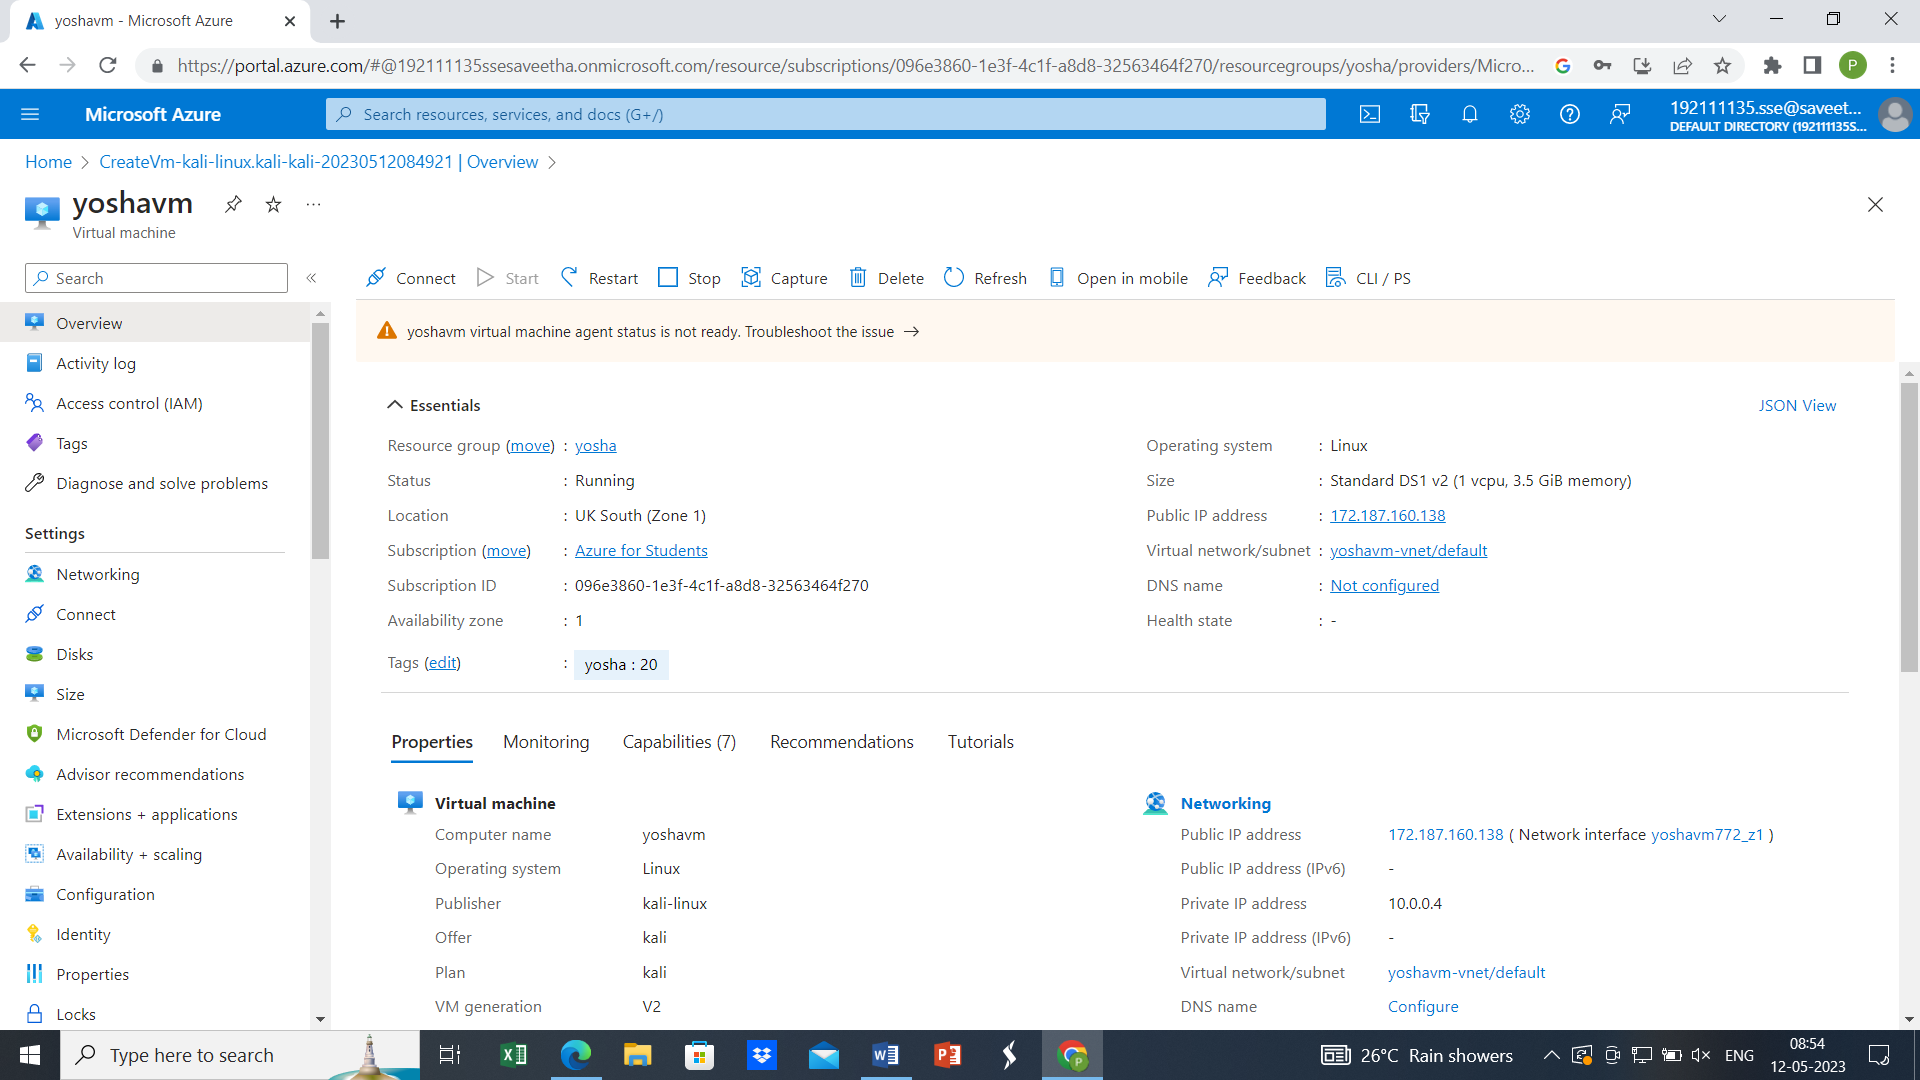 yoshavm - Microsoft Azure
https://portal.azure.com/#@192111135ssesaveetha.onmicrosoft.com/resource/subscriptions/096e3860-1e3f-4c1f-a8d8-32563464f270/resourcegroups/yosha/providers/Micro...
P
Microsoft Azure
Search resources, services, and docs (G+/)
192111135.sse@saveet...
DEFAULT DIRECTORY (192111135S...
Home > CreateVm-kali-linux.kali-kali-20230512084921 | Overview >
yoshavm
Virtual machine
Search
Connect Start Restart Stop Capture Delete Refresh Open in mobile Feedback CLI / PS
yoshavm virtual machine agent status is not ready. Troubleshoot the issue →
Overview
Activity log
Access control (IAM)
Tags
Diagnose and solve problems
Settings
Networking
Connect
Disks
Size
Microsoft Defender for Cloud
Advisor recommendations
Extensions + applications
Availability + scaling
Configuration
Identity
Properties
Locks
Essentials
JSON View
Resource group (move) : yosha
Status : Running
Location : UK South (Zone 1)
Subscription (move) : Azure for Students
Subscription ID : 096e3860-1e3f-4c1f-a8d8-32563464f270
Availability zone : 1
Tags (edit) : yosha : 20
Operating system : Linux
Size : Standard DS1 v2 (1 vcpu, 3.5 GiB memory)
Public IP address : 172.187.160.138
Virtual network/subnet : yoshavm-vnet/default
DNS name : Not configured
Health state : -
Properties Monitoring Capabilities (7) Recommendations Tutorials
Virtual machine
Computer name yoshavm
Operating system Linux
Publisher kali-linux
Offer kali
Plan kali
VM generation V2
Networking
Public IP address 172.187.160.138 ( Network interface yoshavm772_z1 )
Public IP address (IPv6) -
Private IP address 10.0.0.4
Private IP address (IPv6) -
Virtual network/subnet yoshavm-vnet/default
DNS name Configure
Type here to search
26°C Rain showers
ENG
08:54
12-05-2023